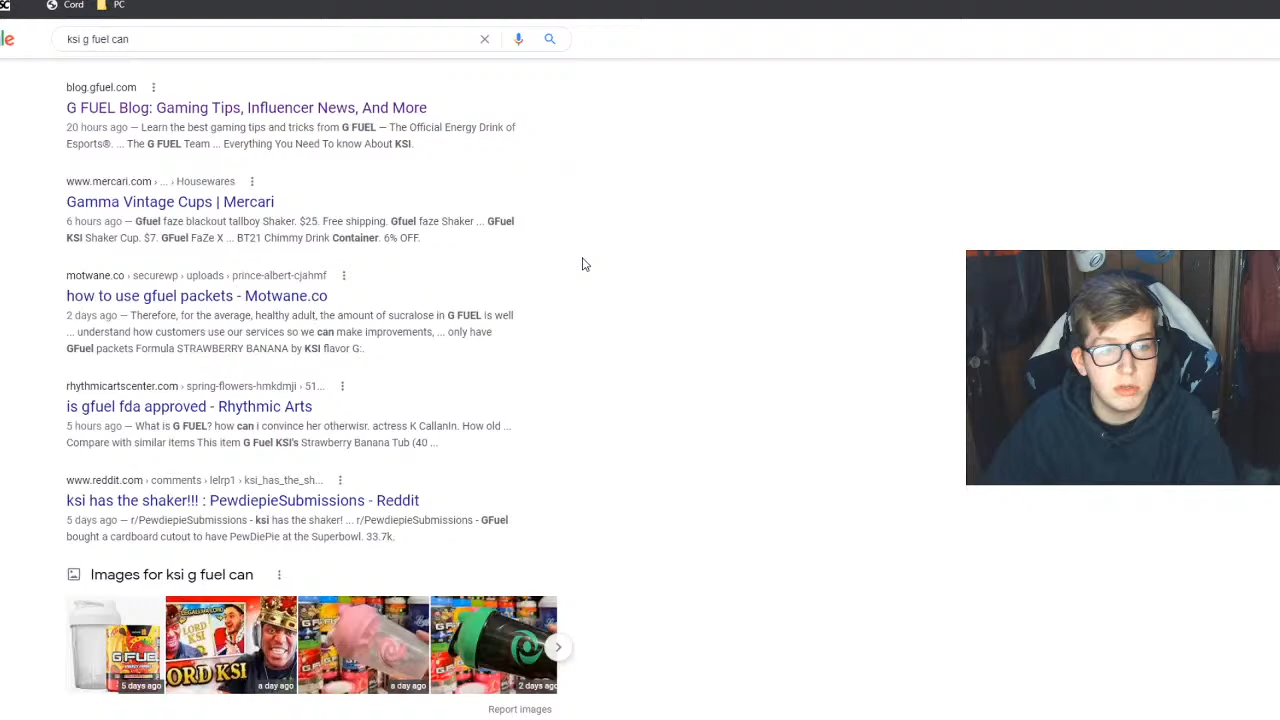 Cord PC
le ksi g fuel can
blog.gfuel.com
G FUEL Blog: Gaming Tips, Influencer News, And More
20 hours ago — Learn the best gaming tips and tricks from G FUEL — The Official Energy Drink of
Esports®. ... The G FUEL Team ... Everything You Need To know About KSI.
www.mercari.com › ... › Housewares
Gamma Vintage Cups | Mercari
6 hours ago — Gfuel faze blackout tallboy Shaker. $25. Free shipping. Gfuel faze Shaker ... GFuel
KSI Shaker Cup. $7. GFuel FaZe X ... BT21 Chimmy Drink Container. 6% OFF.
motwane.co › securewp › uploads › prince-albert-cjahmf
how to use gfuel packets - Motwane.co
2 days ago — Therefore, for the average, healthy adult, the amount of sucralose in G FUEL is well
... understand how customers use our services so we can make improvements, ... only have
GFuel packets Formula STRAWBERRY BANANA by KSI flavor G:.
rhythmicartscenter.com › spring-flowers-hmkdmji › 51...
is gfuel fda approved - Rhythmic Arts
5 hours ago — What is G FUEL? how can i convince her otherwisr. actress K CallanIn. How old ...
Compare with similar items This item G Fuel KSI's Strawberry Banana Tub (40 ...
www.reddit.com › comments › lelrp1 › ksi_has_the_sh...
ksi has the shaker!!! : PewdiepieSubmissions - Reddit
5 days ago — r/PewdiepieSubmissions - ksi has the shaker! ... r/PewdiepieSubmissions - GFuel
bought a cardboard cutout to have PewDiePie at the Superbowl. 33.7k.
Images for ksi g fuel can
G FUEL
LORD KSI
LORD KSI
5 days ago
a day ago
a day ago
2 days ago
Report images